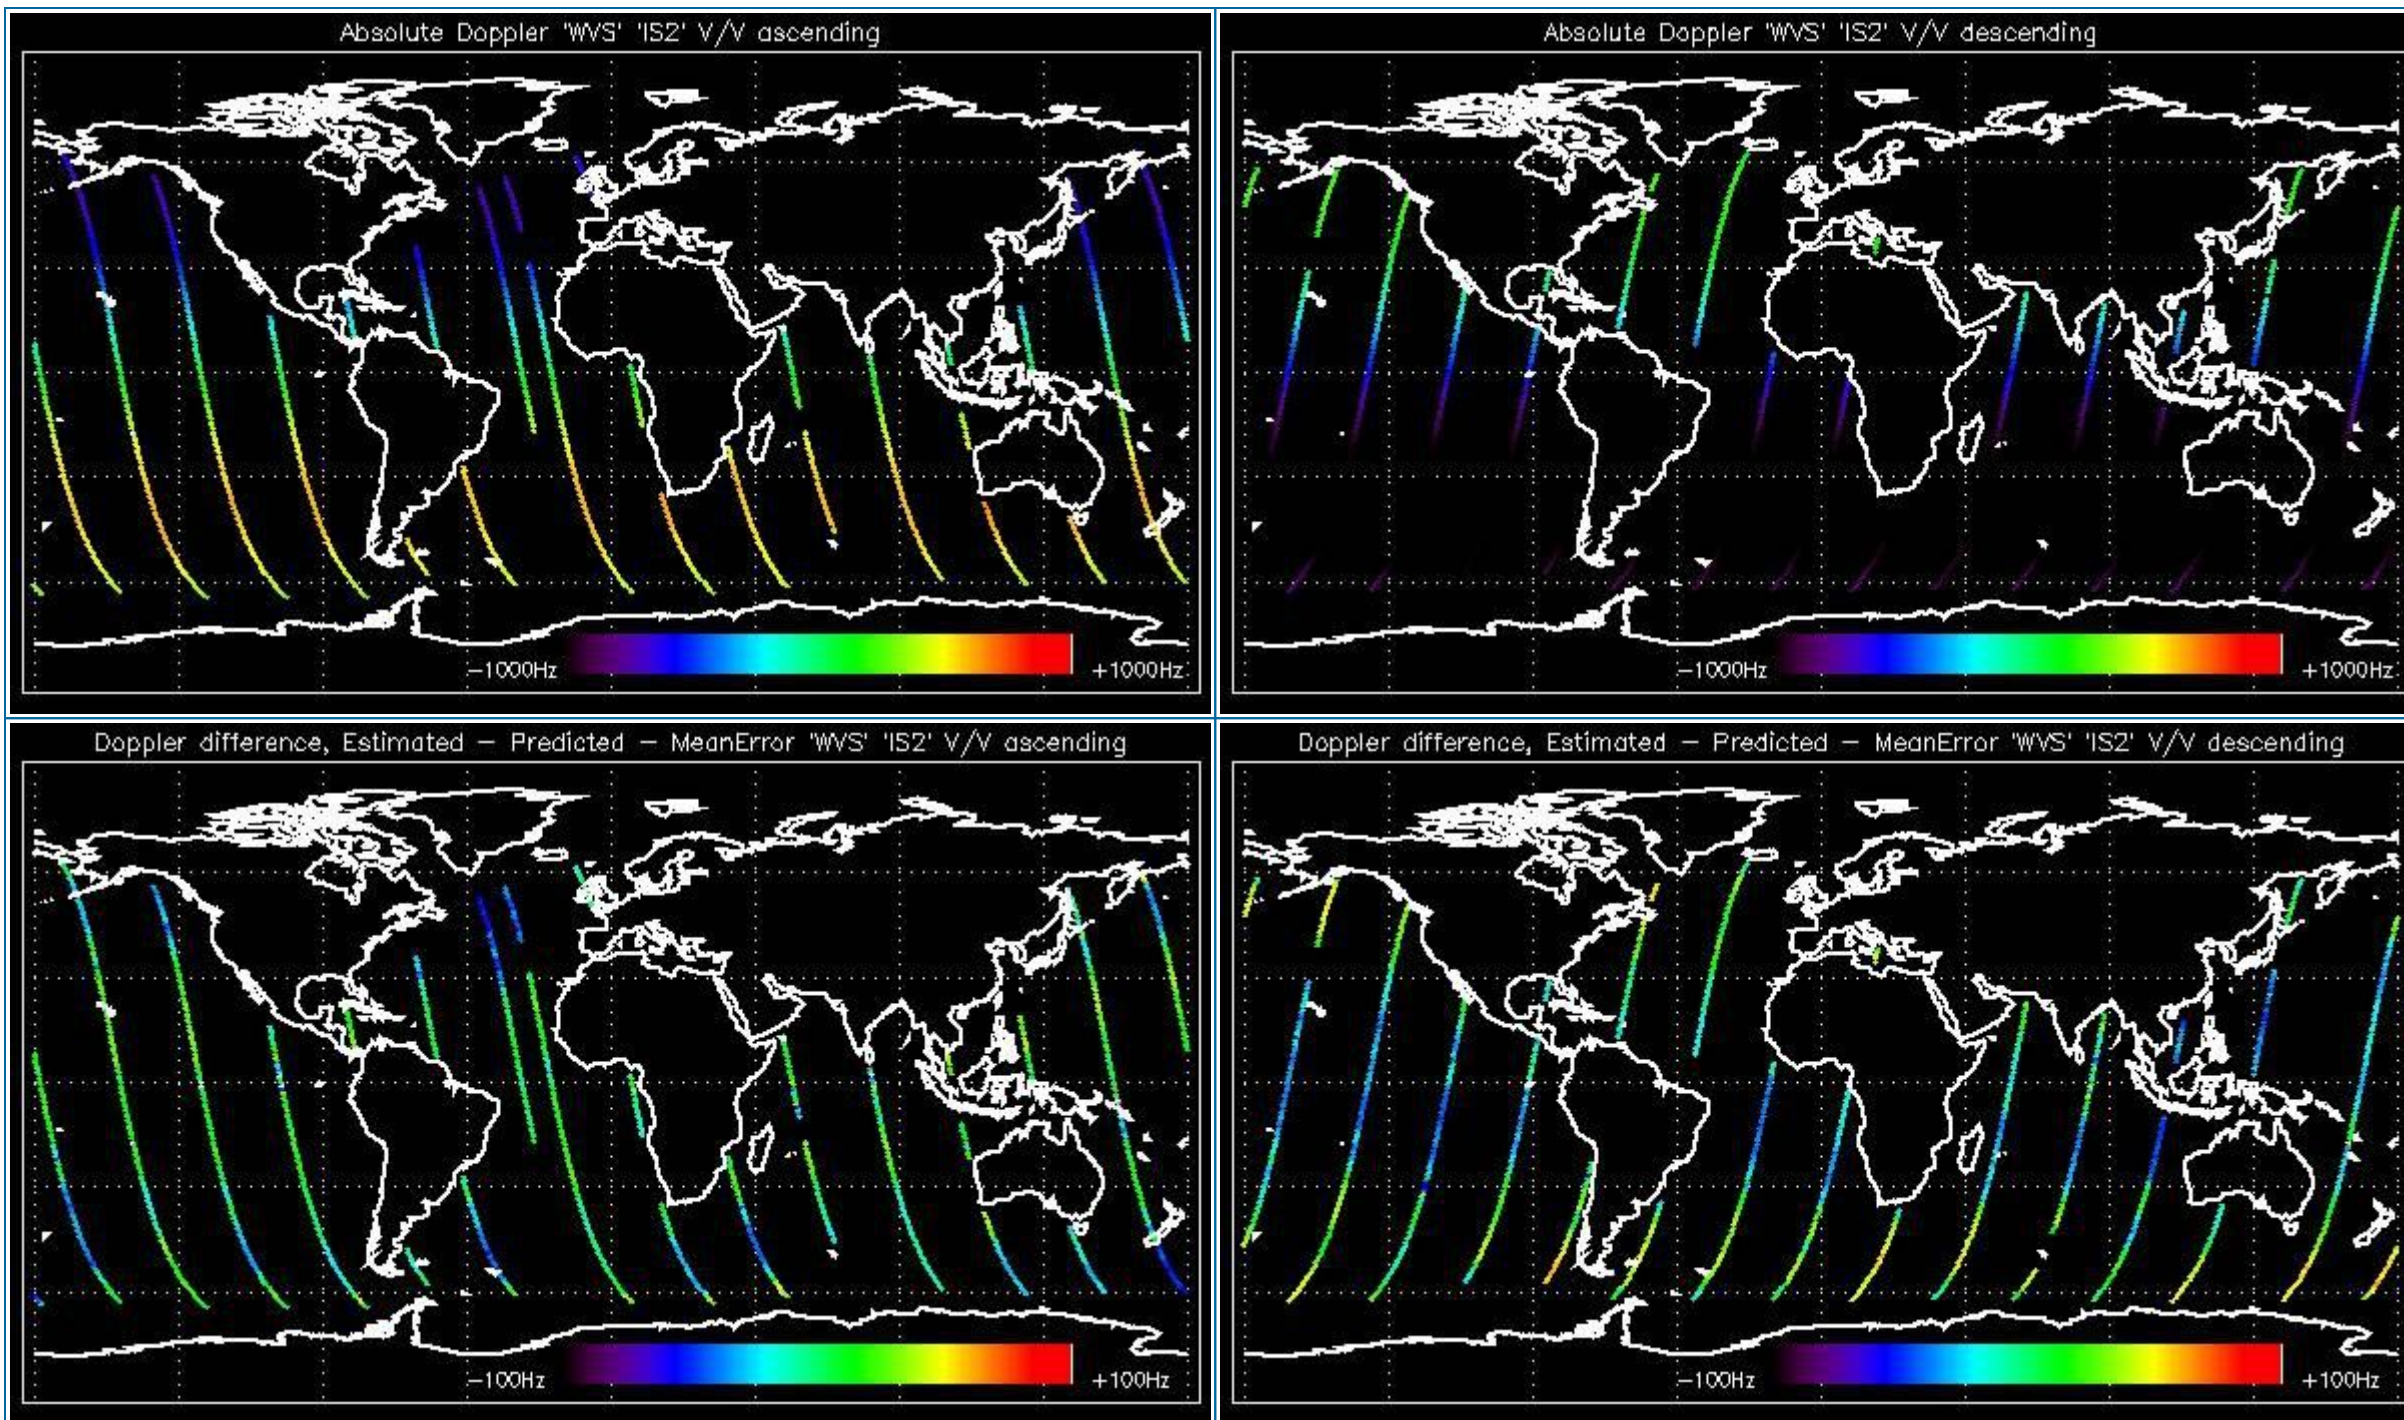 Absolute Doppler 'WVS' 'IS2' V/V ascending
-1000Hz
+1000Hz
Absolute Doppler 'WVS' 'IS2' V/V descending
-1000Hz
+1000Hz
Doppler difference, Estimated - Predicted - MeanError 'WVS' 'IS2' V/V ascending
-100Hz
+100Hz
Doppler difference, Estimated - Predicted - MeanError 'WVS' 'IS2' V/V descending
-100Hz
+100Hz